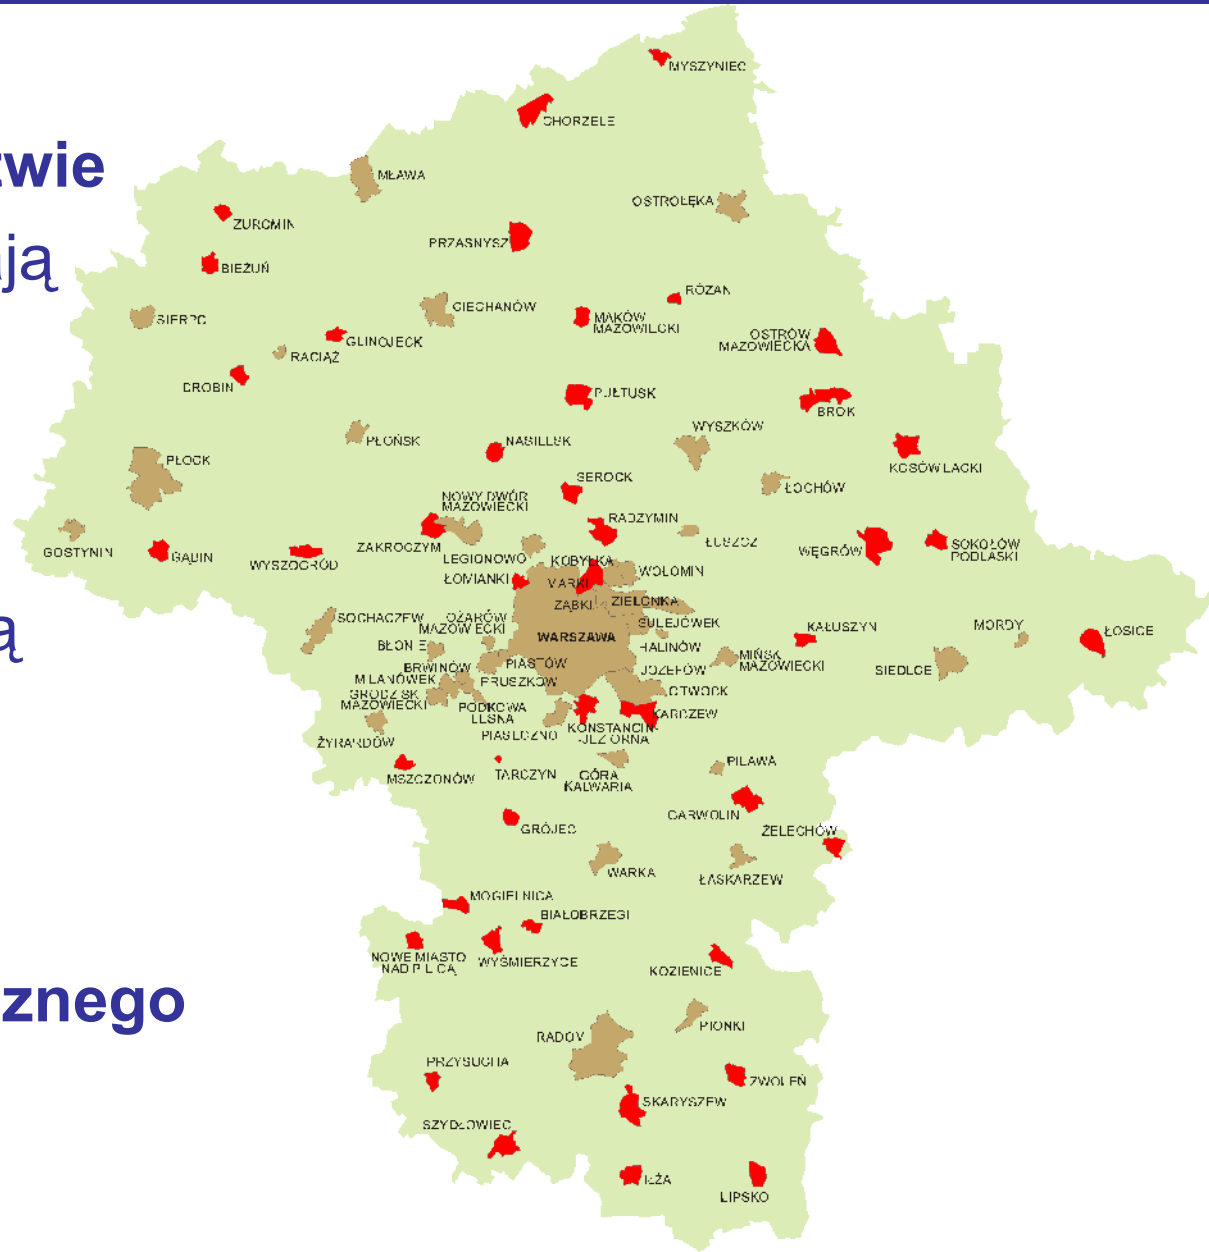 MYSZYNIEC
CHORZELE
twie
MŁAWA
OSTROŁĘKA
ŻUROMIN
PRZASNYSZ
ją
BIEŻUŃ
RÓŻAN
CIECHANÓW
SIERPC
MAKÓW
MAZOWIECKI
OSTRÓW
MAZOWIECKA
GLINOJECK
RACIĄŻ
DROBIN
PUŁTUSK
BROK
WYSZKÓW
PŁOŃSK
NASIELSK
PŁOCK
KOSÓW LACKI
SEROCK
ŁOCHÓW
NOWY DWÓR
MAZOWIECKI
RADZYMIN
ZAKROCZYM
TŁUSZCZ
WĘGRÓW
SOKOŁÓW
PODLASKI
GOSTYNIN
GĄBIN
WYSZOGRÓD
LEGIONOWO
KOBYŁKA
WOŁOMIN
ŁOMIANKI
MARKI
ZĄBKI
ZIELONKA
SOCHACZEW
OŻARÓW
MAZOWIECKI
SULEJÓWEK
KAŁUSZYN
MORDY
ŁOSICE
ą
WARSZAWA
BŁONIE
HALINÓW
MIŃSK
MAZOWIECKI
BRWINÓW
PIASTÓW
JÓZEFÓW
SIEDLCE
MILANÓWEK
PRUSZKÓW
OTWOCK
GRODZISK
MAZOWIECKI
PODKOWA
LEŚNA
KARCZEW
PIASECZNO
KONSTANCIN-
-JEZIORNA
ŻYRARDÓW
MSZCZONÓW
TARCZYN
GÓRA
KALWARIA
PILAWA
GARWOLIN
GRÓJEC
ŻELECHÓW
WARKA
ŁASKARZEW
MOGIELNICA
BIAŁOBRZEGI
NOWE MIASTO
NAD PILICĄ
WYŚMIERZYCE
KOZIENICE
znego
PIONKI
RADOM
PRZYSUCHA
ZWOLEŃ
SKARYSZEW
SZYDŁOWIEC
IŁŻA
LIPSKO